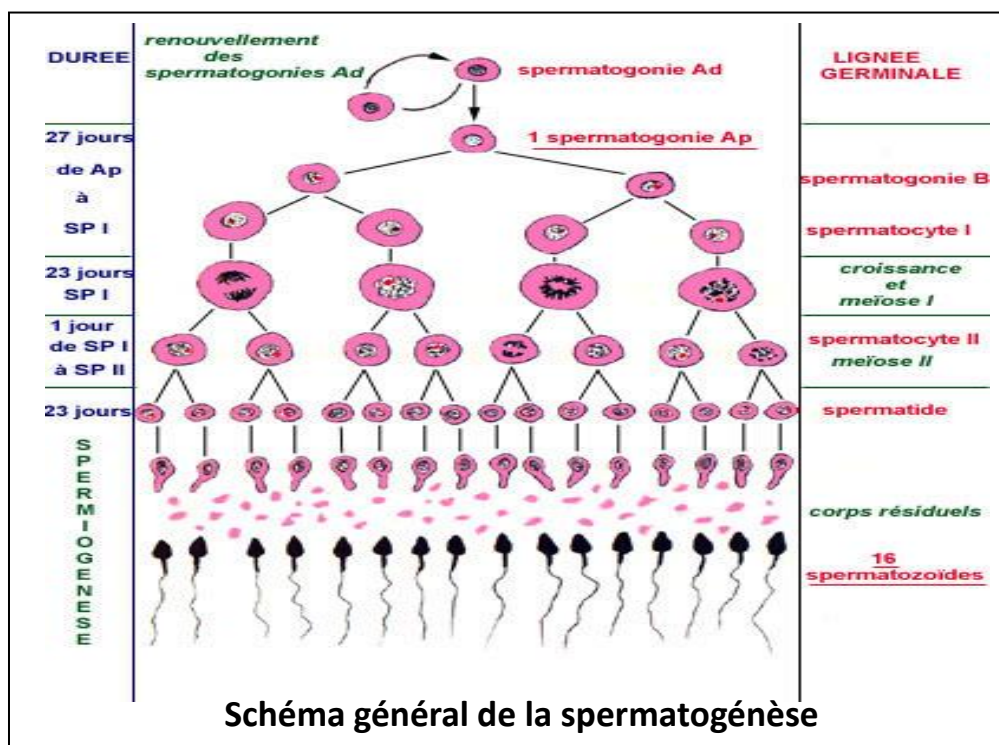 DUREE
renouvellement
des
spermatogonies Ad
spermatogonie Ad
LIGNEE
GERMINALE
27 jours
de Ap
à
SP I
1 spermatogonie Ap
spermatogonie B
spermatocyte I
23 jours
SP I
croissance
et
meïose I
1 jour
de SP I
à SP II
spermatocyte II
meïose II
23 jours
spermatide
S
P
E
R
M
I
O
G
E
N
E
S
E
corps résiduels
16
spermatozoïdes
Schéma général de la spermatogénèse